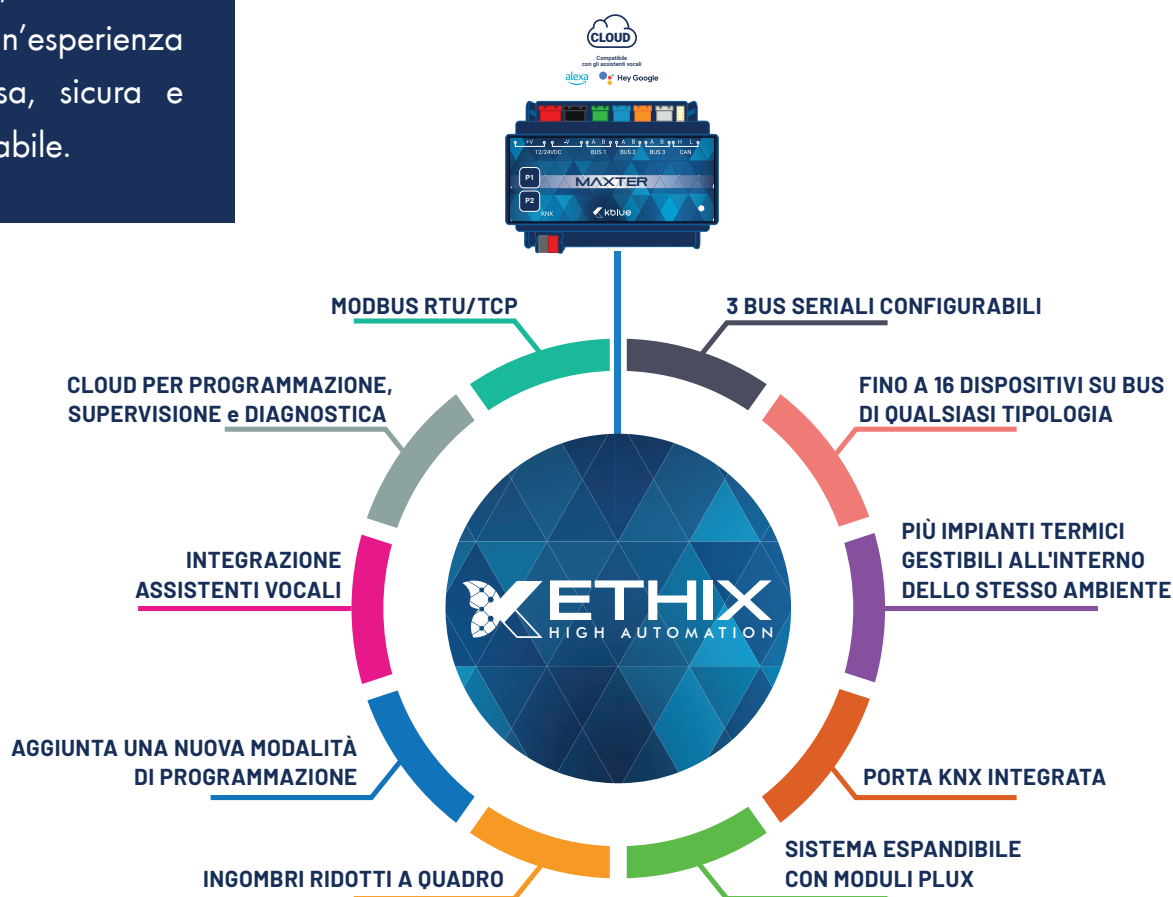 n'esperienza
sicura e
CLOUD
Compatibile
con gli assistenti vocali
alexa Hey Google
+V -V A B A B A B H L
12/24VDC BUS 1 BUS 2 BUS 3 CAN
P1
MAXTER
P2
KNX
kblue
MODBUS RTU/TCP
3 BUS SERIALI CONFIGURABILI
CLOUD PER PROGRAMMAZIONE,
SUPERVISIONE e DIAGNOSTICA
FINO A 16 DISPOSITIVI SU BUS
DI QUALSIASI TIPOLOGIA
INTEGRAZIONE
ASSISTENTI VOCALI
PIÙ IMPIANTI TERMICI
GESTIBILI ALL'INTERNO
DELLO STESSO AMBIENTE
KETHIX
HIGH AUTOMATION
AGGIUNTA UNA NUOVA MODALITÀ
DI PROGRAMMAZIONE
PORTA KNX INTEGRATA
INGOMBRI RIDOTTI A QUADRO
SISTEMA ESPANDIBILE
CON MODULI PLUX